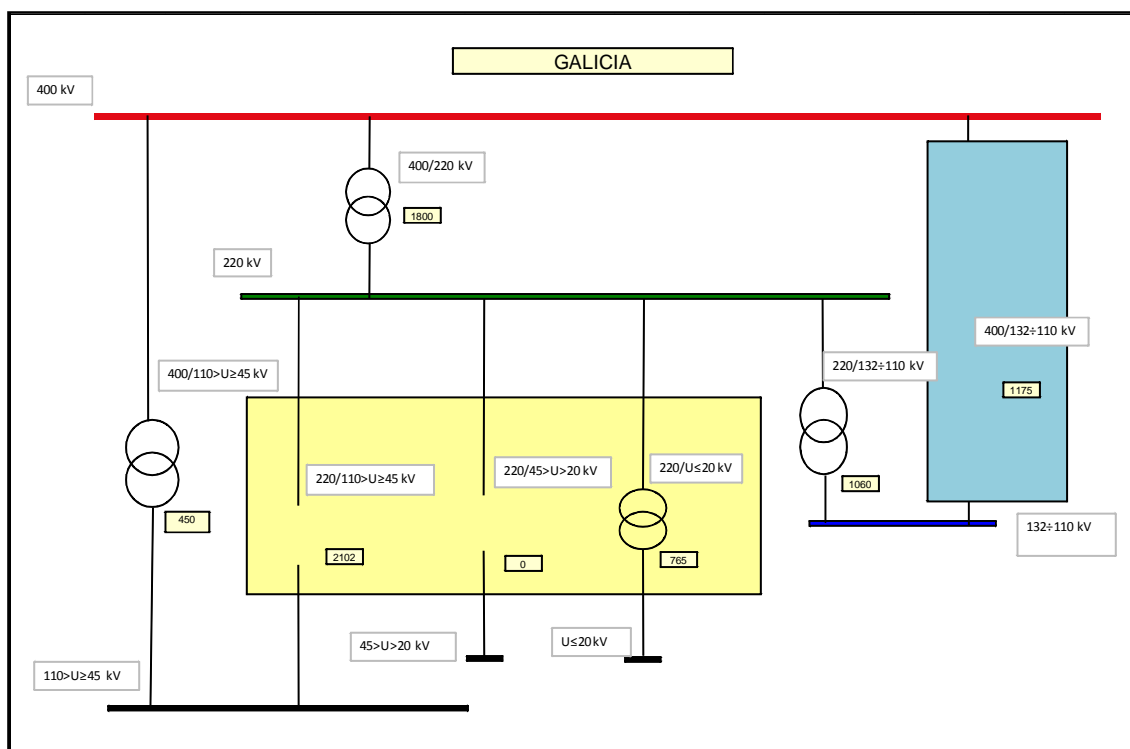 GALICIA
400 kV
400/220 kV
1800
220 kV
400/132÷110 kV
400/110>U≥45 kV
220/132÷110 kV
1175
220/110>U≥45 kV
220/45>U>20 kV
220/U≤20 kV
1060
450
132÷110 kV
2102
0
765
45>U>20 kV
U≤20 kV
110>U≥45 kV